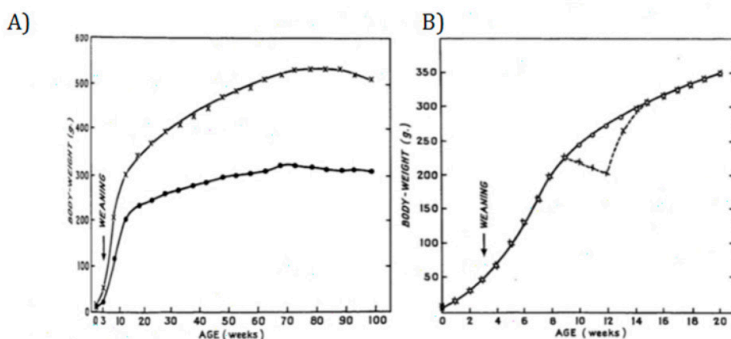 A)
600
500
400
300
200
100
0
BODY-WEIGHT (g.)
WEANING
0 3 10 20 30 40 50 60 70 80 90 100
AGE (weeks)
B)
350
300
250
200
150
100
50
BODY-WEIGHT (g.)
WEANING
0 2 4 6 8 10 12 14 16 18 20
AGE (weeks)